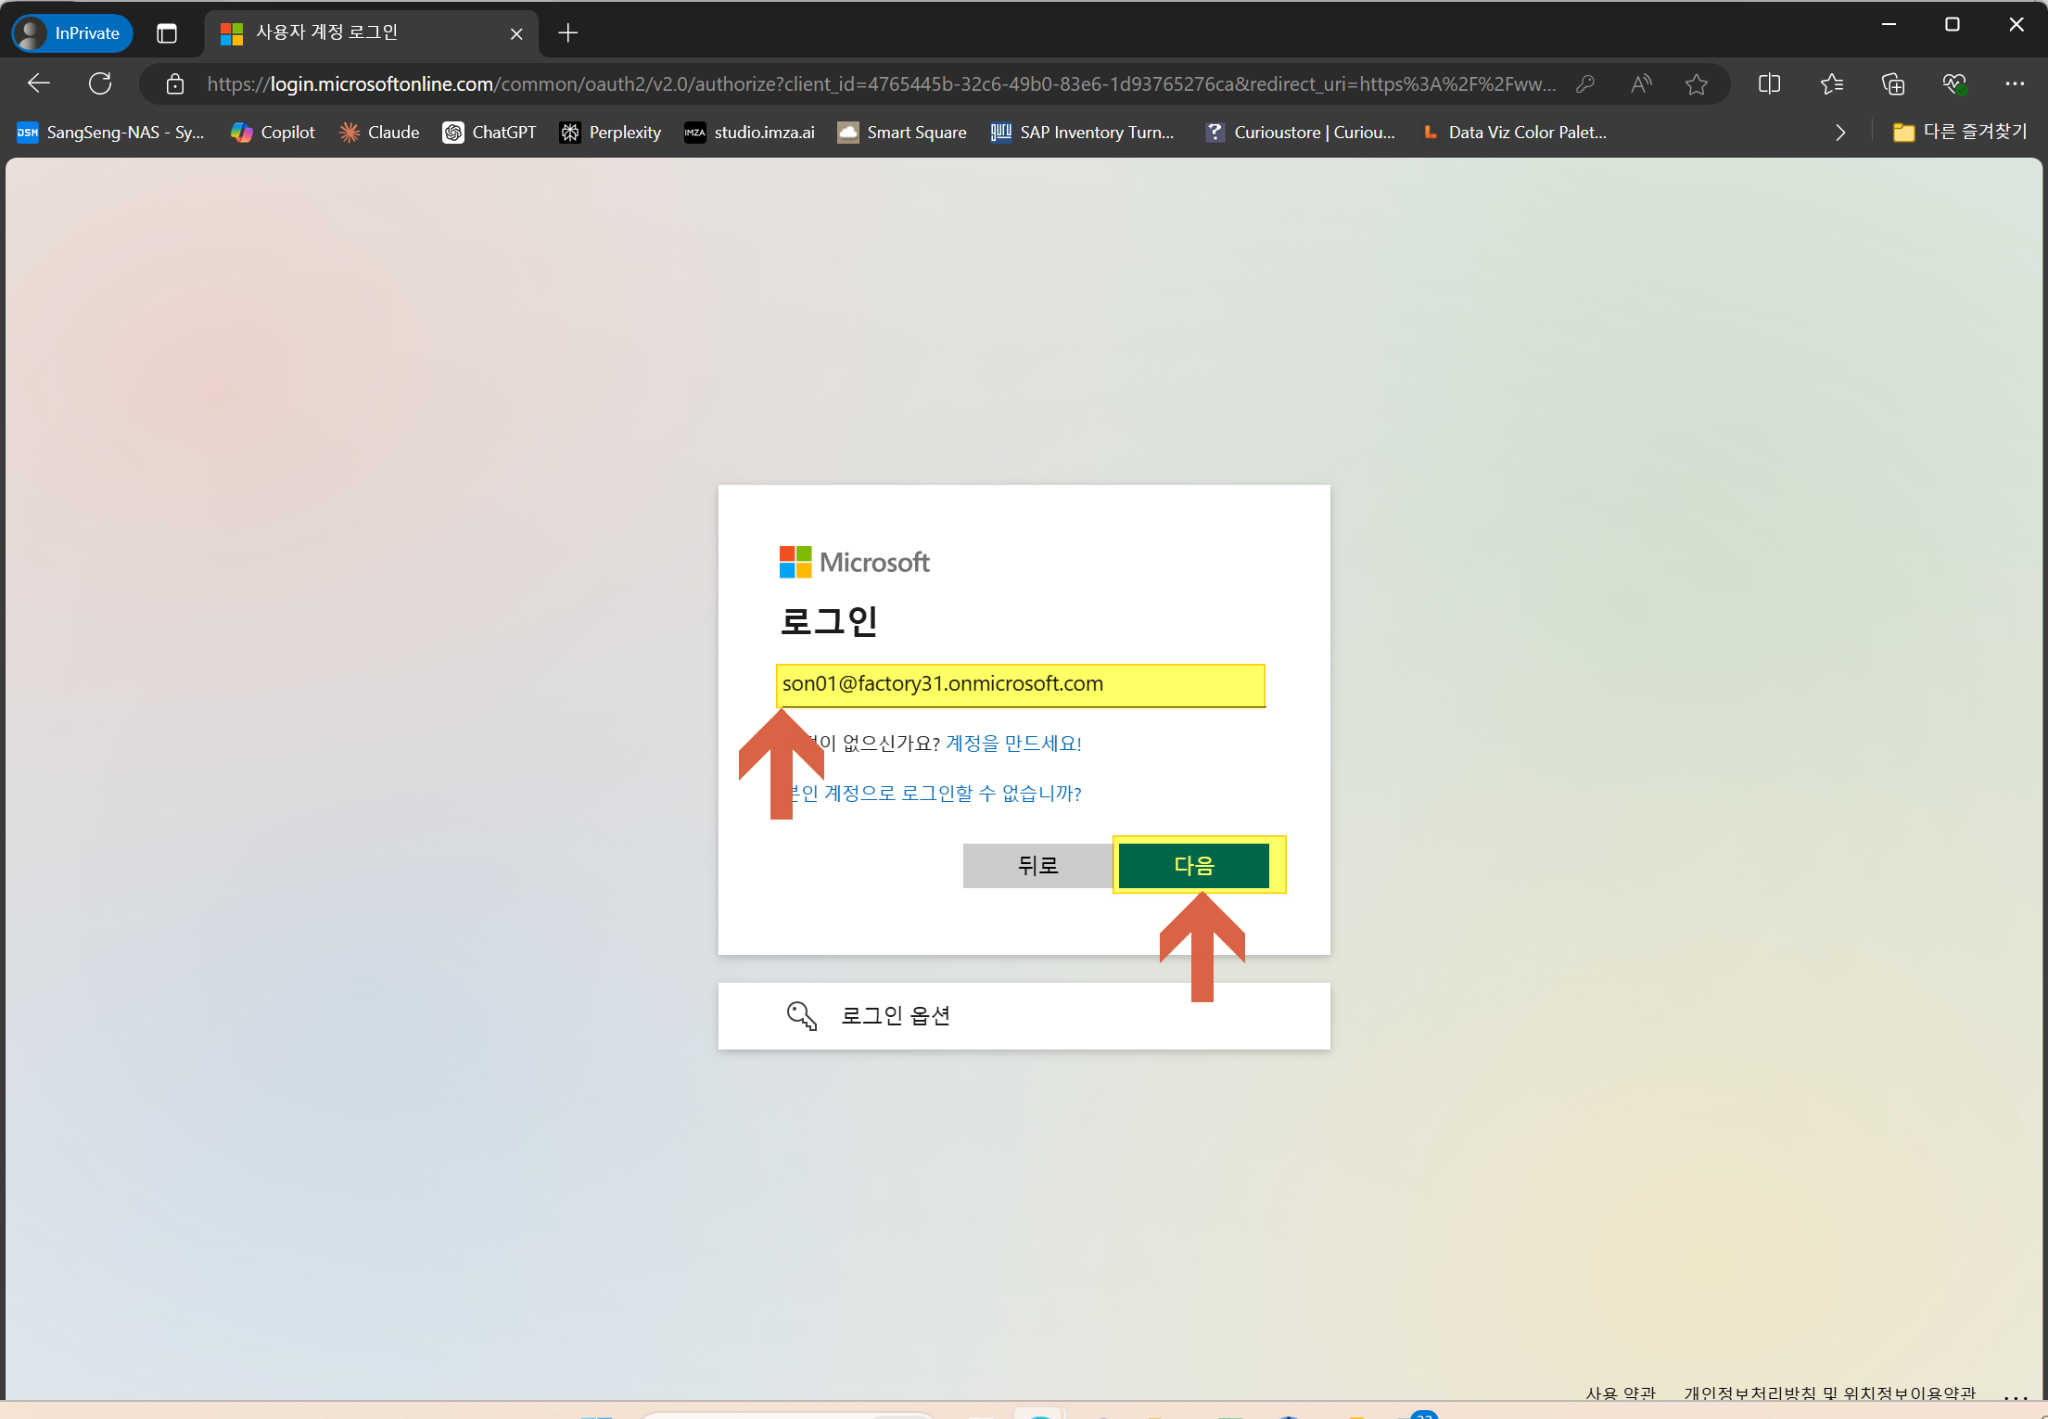 InPrivate
사용자 계정 로그인
https://login.microsoftonline.com/common/oauth2/v2.0/authorize?client_id=4765445b-32c6-49b0-83e6-1d93765276ca&redirect_uri=https%3A%2F%2Fww...
SangSeng-NAS - Sy...
Copilot
Claude
ChatGPT
Perplexity
studio.imza.ai
Smart Square
SAP Inventory Turn...
Curioustore | Curiou...
Data Viz Color Palet...
다른 즐겨찾기
Microsoft
로그인
son01@factory31.onmicrosoft.com
이 없으신가요? 계정을 만드세요!
본인 계정으로 로그인할 수 없습니까?
뒤로
다음
로그인 옵션
사용 약관
개인정보처리방침 및 위치정보이용약관
...